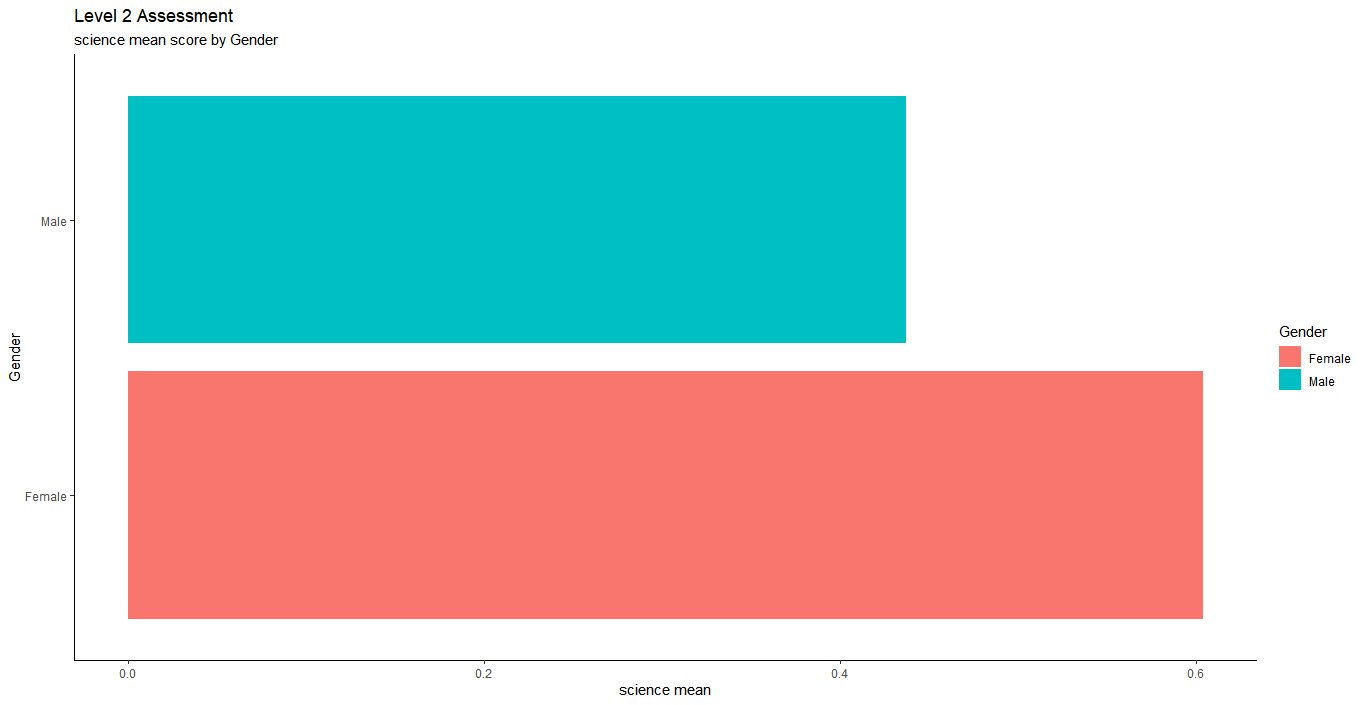 Level 2 Assessment
science mean score by Gender
Male
Female
Gender
0.0 0.2 0.4 0.6
science mean
Gender
Female
Male